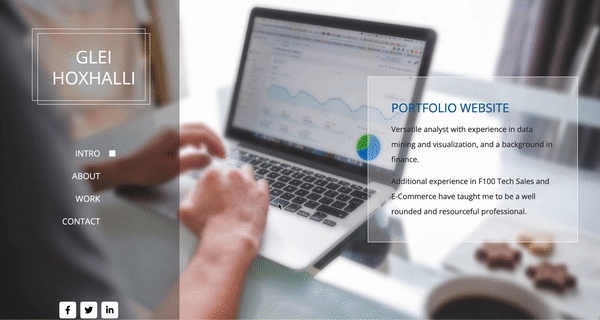 GLEI
HOXHALLI
INTRO
ABOUT
WORK
CONTACT
PORTFOLIO WEBSITE
Versatile analyst with experience in data
mining and visualization, and a background in
finance.
Additional experience in F100 Tech Sales and
E-Commerce have taught me to be a well
rounded and resourceful professional.